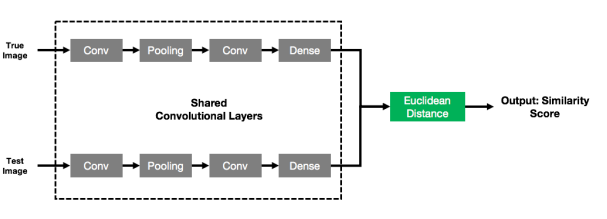 True
Image
Conv
Pooling
Conv
Dense
Shared
Convolutional Layers
Euclidean
Distance
Output: Similarity
Score
Test
Image
Conv
Pooling
Conv
Dense